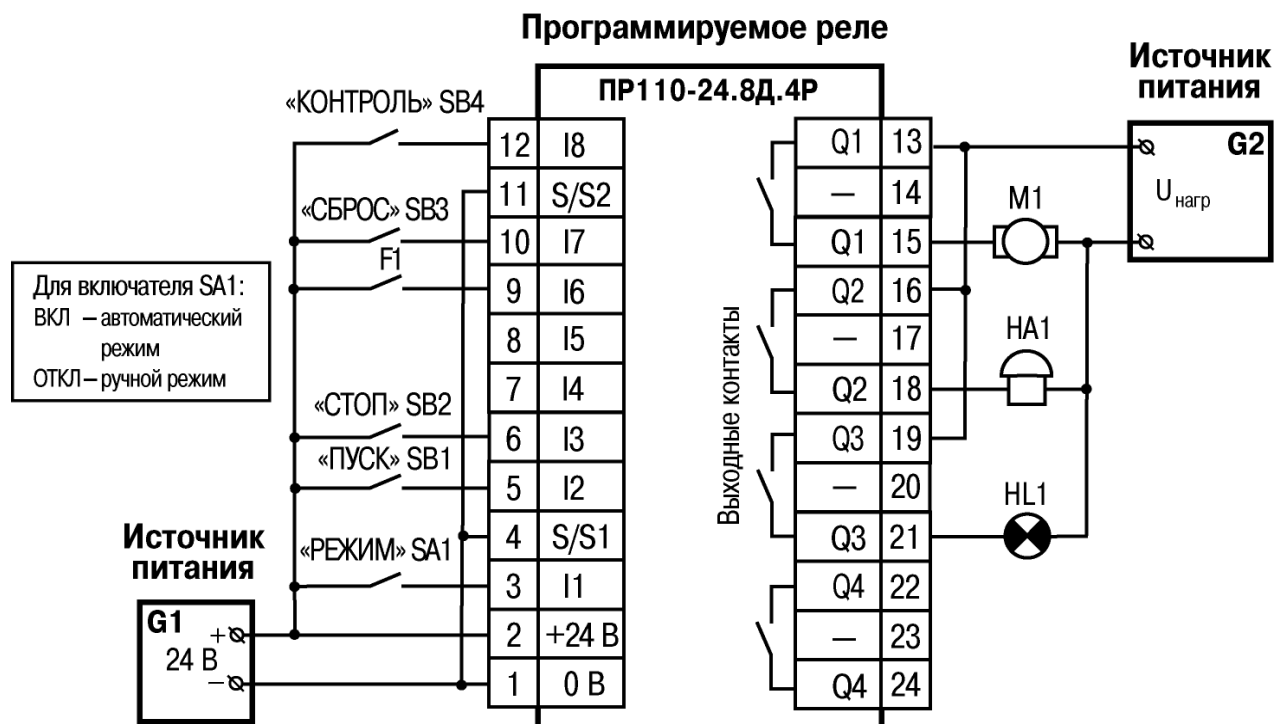 Программируемое реле
ПР110-24.8Д.4Р
Источник
питания
G2
U нагр
«КОНТРОЛЬ» SB4
12 I8
11 S/S2
«СБРОС» SB3
10 I7
F1
9 I6
8 I5
7 I4
«СТОП» SB2
6 I3
«ПУСК» SB1
5 I2
4 S/S1
«РЕЖИМ» SA1
3 I1
2 +24 В
1 0 В
Для включателя SA1:
ВКЛ – автоматический
режим
ОТКЛ – ручной режим
Источник
питания
G1
+
24 В
–
Выходные контакты
Q1 13
– 14
Q1 15
Q2 16
– 17
Q2 18
Q3 19
– 20
Q3 21
Q4 22
– 23
Q4 24
M1
HA1
HL1